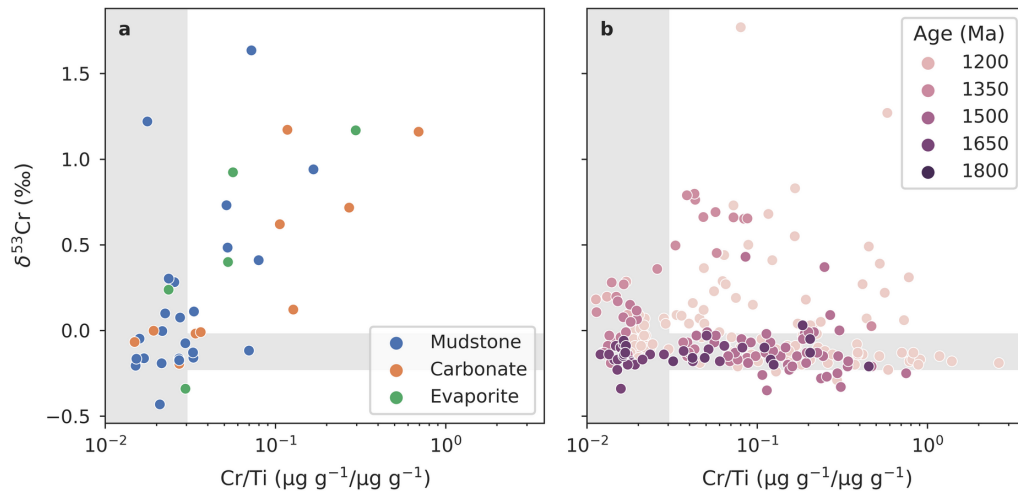 a
δ⁵³Cr (‰)
1.5
1.0
0.5
0.0
−0.5
Mudstone
Carbonate
Evaporite
10⁻²
10⁻¹
10⁰
Cr/Ti (μg g⁻¹/μg g⁻¹)
b
Age (Ma)
1200
1350
1500
1650
1800
10⁻²
10⁻¹
10⁰
Cr/Ti (μg g⁻¹/μg g⁻¹)